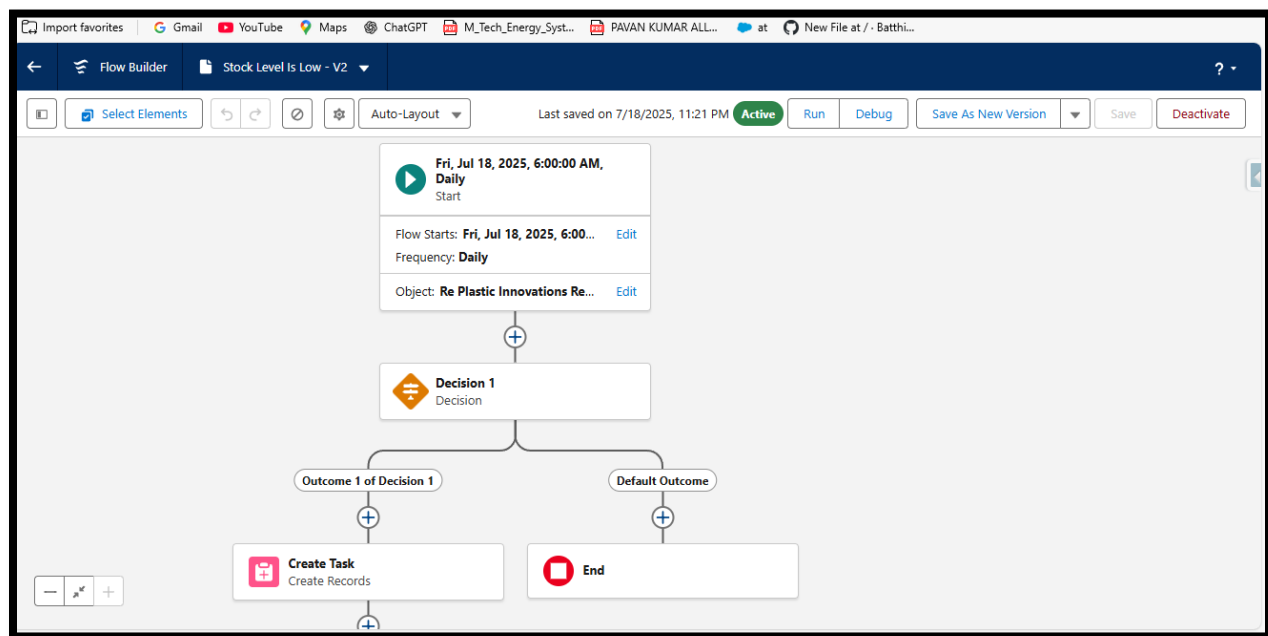 Import favorites Gmail YouTube Maps ChatGPT M_Tech_Energy_Syst... PAVAN KUMAR ALL... at New File at / · Batthi...
Flow Builder Stock Level Is Low - V2 ?
Select Elements Auto-Layout Last saved on 7/18/2025, 11:21 PM Active Run Debug Save As New Version Save Deactivate
Fri, Jul 18, 2025, 6:00:00 AM,
Daily
Start
Flow Starts: Fri, Jul 18, 2025, 6:00... Edit
Frequency: Daily
Object: Re Plastic Innovations Re... Edit
Decision 1
Decision
Outcome 1 of Decision 1 Default Outcome
Create Task
Create Records
End